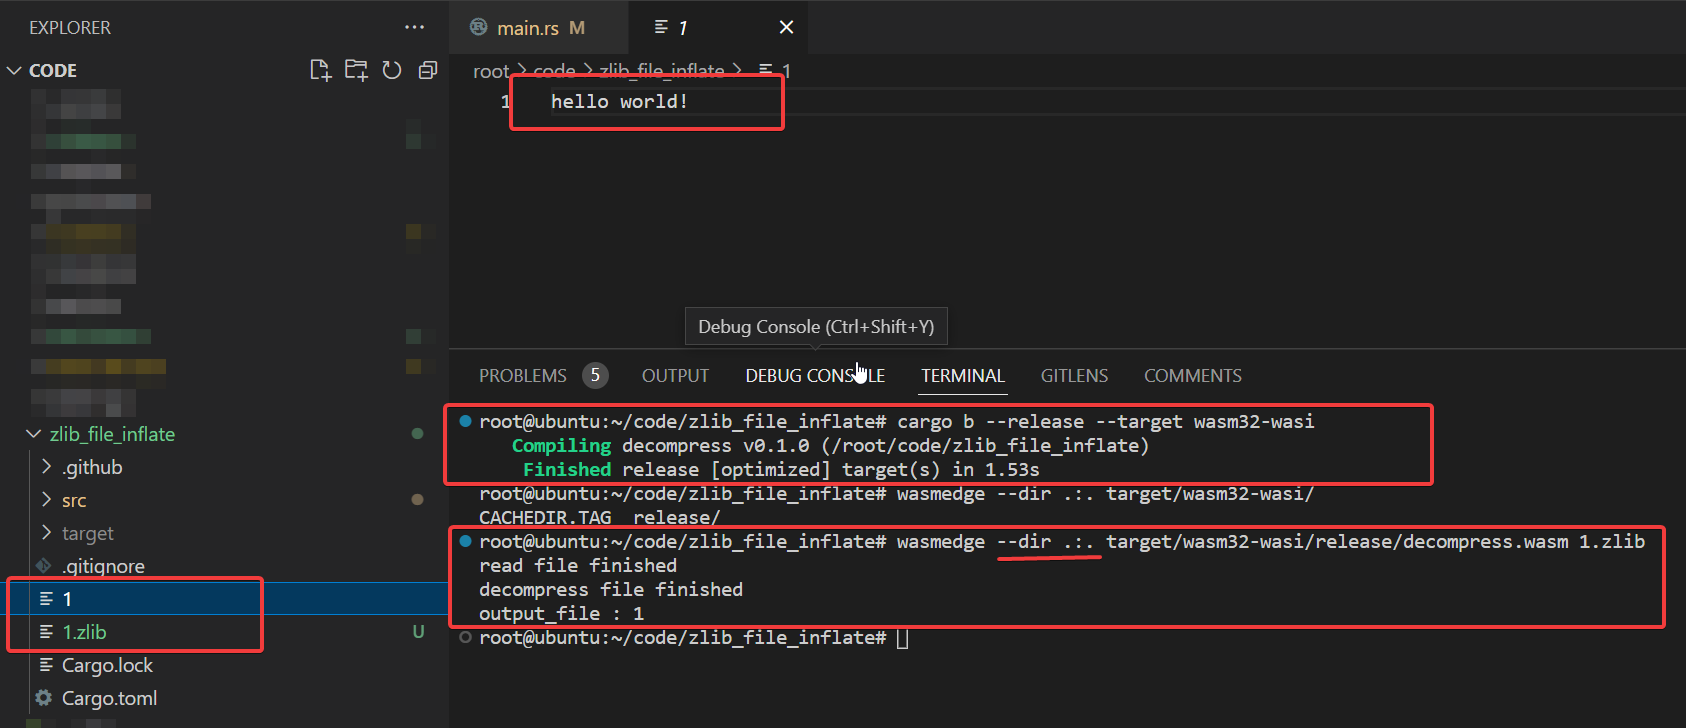 EXPLORER
CODE
zlib_file_inflate
.github
src
target
.gitignore
1
1.zlib U
Cargo.lock
Cargo.toml
main.rs M
1
root > code > zlib_file_inflate > 1
1 hello world!
Debug Console (Ctrl+Shift+Y)
PROBLEMS 5 OUTPUT DEBUG CONSOLE TERMINAL GITLENS COMMENTS
root@ubuntu:~/code/zlib_file_inflate# cargo b --release --target wasm32-wasi
Compiling decompress v0.1.0 (/root/code/zlib_file_inflate)
Finished release [optimized] target(s) in 1.53s
root@ubuntu:~/code/zlib_file_inflate# wasmedge --dir .:. target/wasm32-wasi/
CACHEDIR.TAG release/
root@ubuntu:~/code/zlib_file_inflate# wasmedge --dir .:. target/wasm32-wasi/release/decompress.wasm 1.zlib
read file finished
decompress file finished
output_file : 1
root@ubuntu:~/code/zlib_file_inflate#